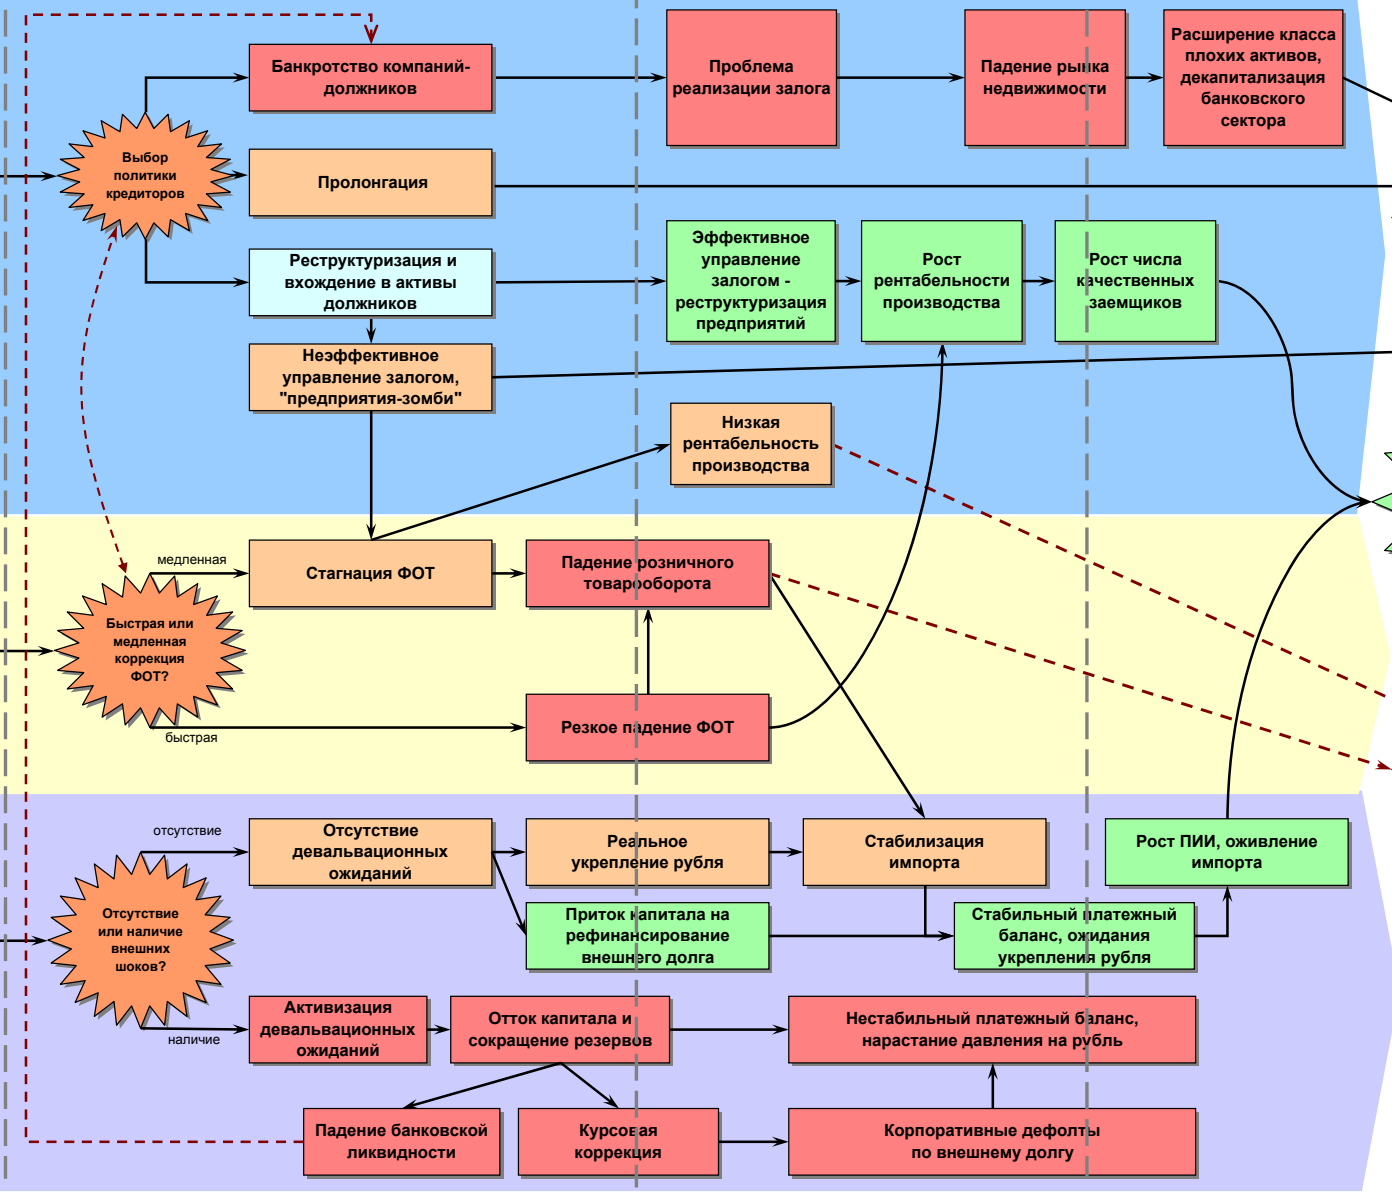 Банкротство компаний-
должников
Проблема
реализации залога
Падение рынка
недвижимости
Расширение класса
плохих активов,
декапитализация
банковского
сектора
Выбор
политики
кредиторов
Пролонгация
Реструктуризация и
вхождение в активы
должников
Эффективное
управление
залогом -
реструктуризация
предприятий
Рост
рентабельности
производства
Рост числа
качественных
заемщиков
Неэффективное
управление залогом,
"предприятия-зомби"
Низкая
рентабельность
производства
медленная
Стагнация ФОТ
Падение розничного
товарооборота
Быстрая или
медленная
коррекция
ФОТ?
Резкое падение ФОТ
быстрая
отсутствие
Отсутствие
девальвационных
ожиданий
Реальное
укрепление рубля
Стабилизация
импорта
Рост ПИИ, оживление
импорта
Отсутствие
или наличие
внешних
шоков?
Приток капитала на
рефинансирование
внешнего долга
Стабильный платежный
баланс, ожидания
укрепления рубля
наличие
Активизация
девальвационных
ожиданий
Отток капитала и
сокращение резервов
Нестабильный платежный баланс,
нарастание давления на рубль
Падение банковской
ликвидности
Курсовая
коррекция
Корпоративные дефолты
по внешнему долгу